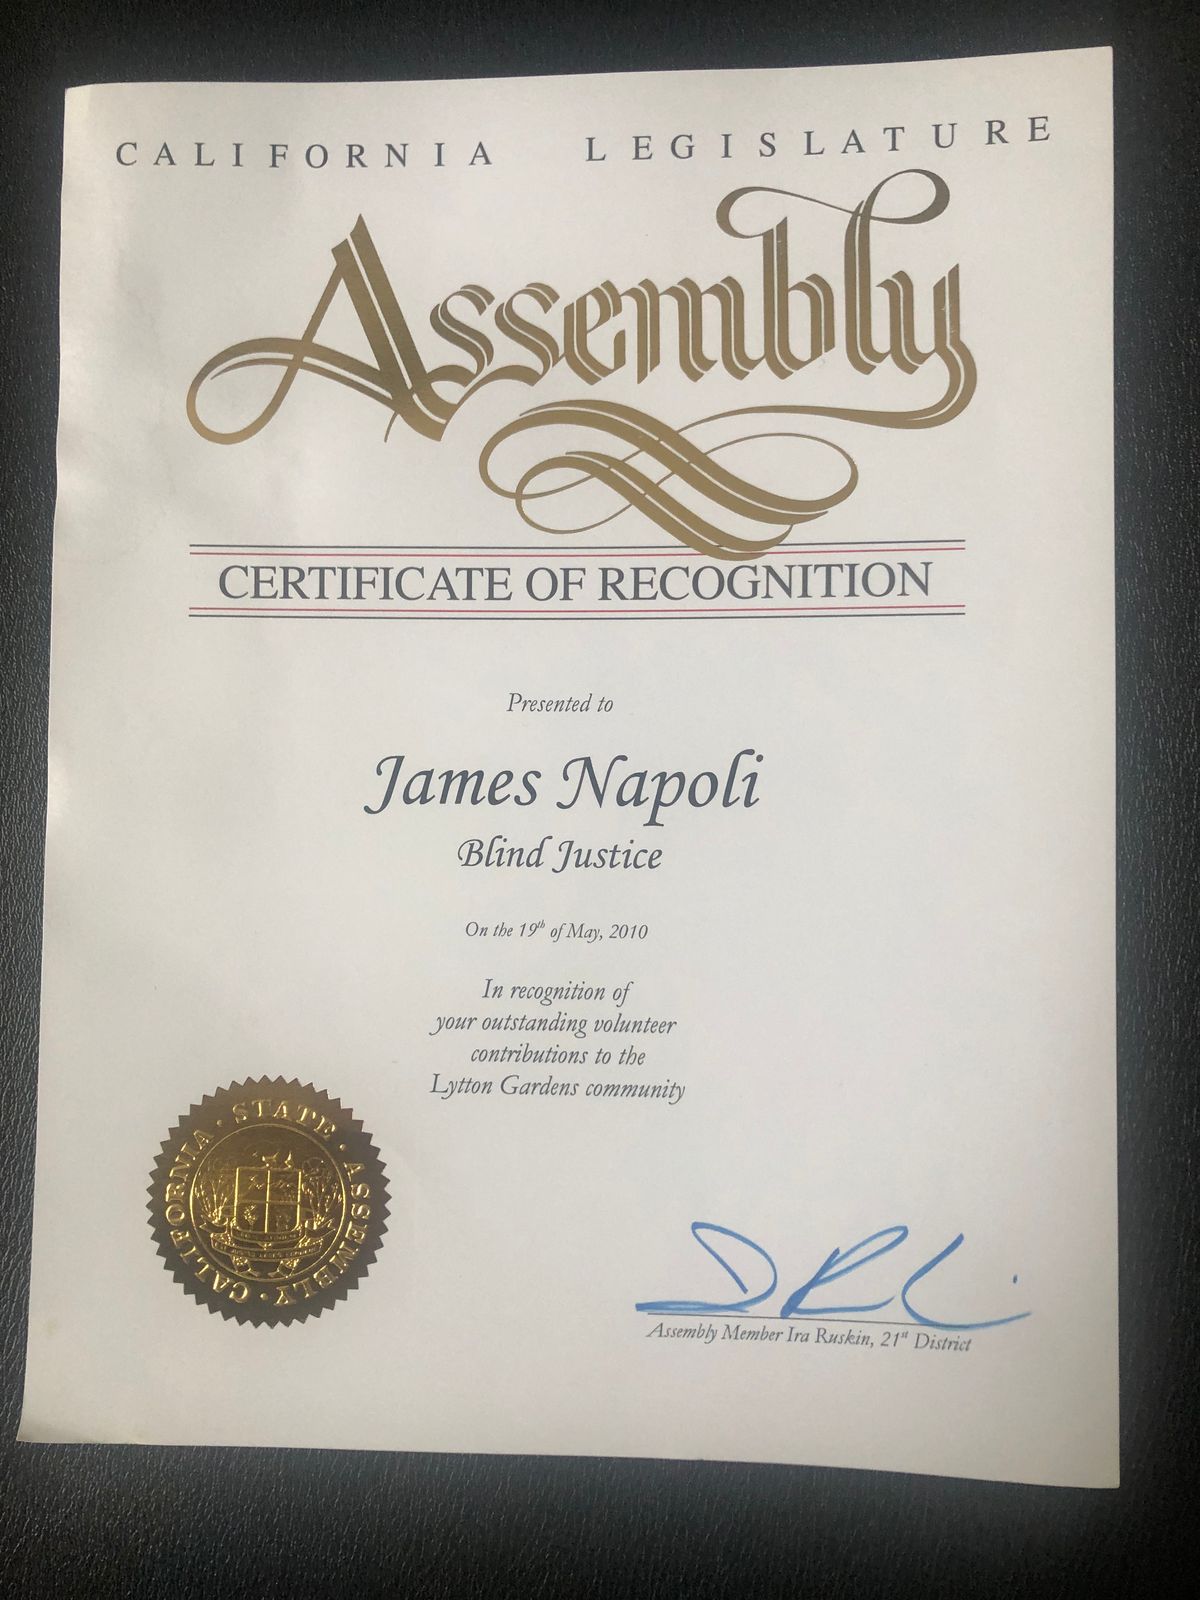 CALIFORNIA LEGISLATURE
Assembly
CERTIFICATE OF RECOGNITION
Presented to
James Napoli
Blind Justice
On the 19th of May, 2010
In recognition of
your outstanding volunteer
contributions to the
Lytton Gardens community
CALIFORNIA · STATE · ASSEMBLY ·
Assembly Member Ira Ruskin, 21st District